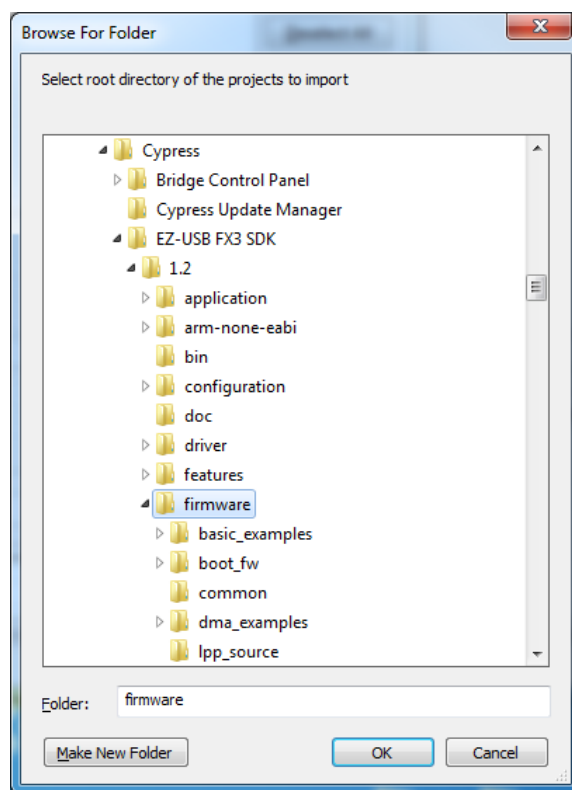 Browse For Folder
Select root directory of the projects to import
Cypress
Bridge Control Panel
Cypress Update Manager
EZ-USB FX3 SDK
1.2
application
arm-none-eabi
bin
configuration
doc
driver
features
firmware
basic_examples
boot_fw
common
dma_examples
lpp_source
Folder: firmware
Make New Folder OK Cancel